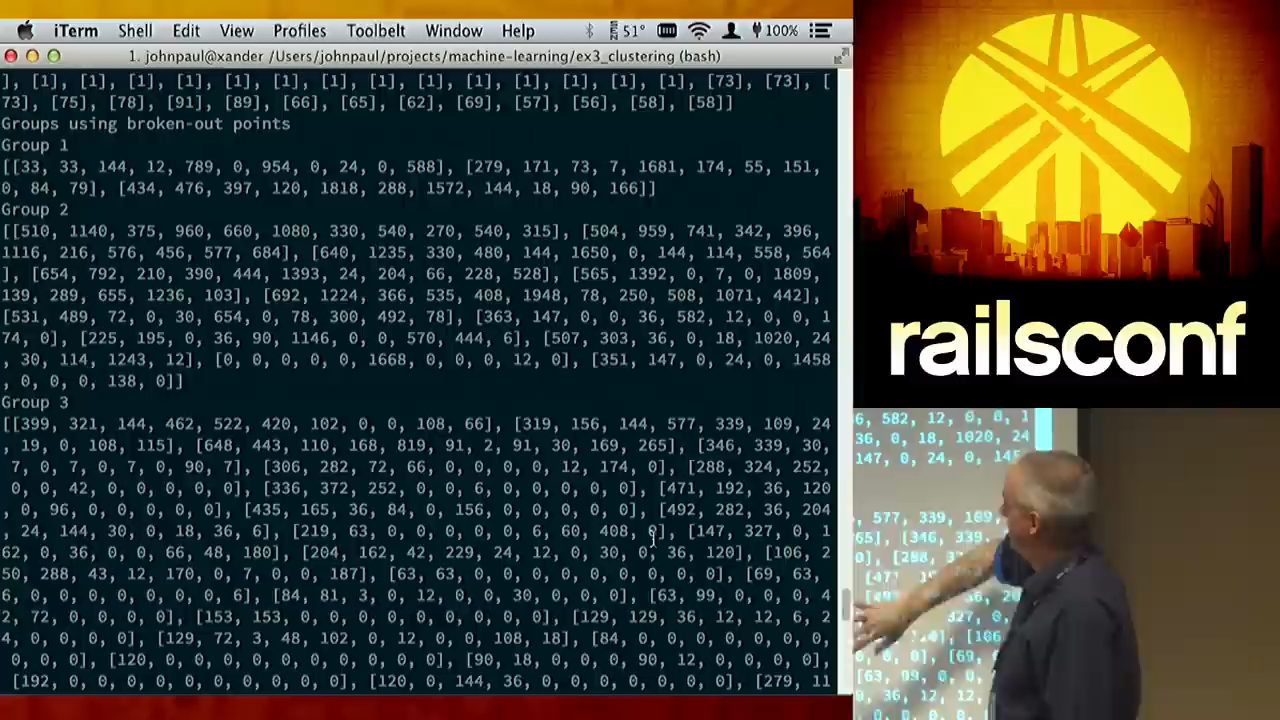 iTerm Shell Edit View Profiles Toolbelt Window Help 51° 100%
1. johnpaul@xander /Users/johnpaul/projects/machine-learning/ex3_clustering (bash)
], [1], [1], [1], [1], [1], [1], [1], [1], [1], [1], [1], [1], [73], [73], [
73], [75], [78], [91], [89], [66], [65], [62], [69], [57], [56], [58], [58]]
Groups using broken-out points
Group 1
[[33, 33, 144, 12, 789, 0, 954, 0, 24, 0, 588], [279, 171, 73, 7, 1681, 174, 55, 151,
0, 84, 79], [434, 476, 397, 120, 1818, 288, 1572, 144, 18, 90, 166]]
Group 2
[[510, 1140, 375, 960, 660, 1080, 330, 540, 270, 540, 315], [504, 959, 741, 342, 396,
1116, 216, 576, 456, 577, 684], [640, 1235, 330, 480, 144, 1650, 0, 144, 114, 558, 564
], [654, 792, 210, 390, 444, 1393, 24, 204, 66, 228, 528], [565, 1392, 0, 7, 0, 1809,
139, 289, 655, 1236, 103], [692, 1224, 366, 535, 408, 1948, 78, 250, 508, 1071, 442],
[531, 489, 72, 0, 30, 654, 0, 78, 300, 492, 78], [363, 147, 0, 0, 36, 582, 12, 0, 0, 1
74, 0], [225, 195, 0, 36, 90, 1146, 0, 0, 570, 444, 6], [507, 303, 36, 0, 18, 1020, 24
, 30, 114, 1243, 12], [0, 0, 0, 0, 0, 1668, 0, 0, 0, 12, 0], [351, 147, 0, 24, 0, 1458
, 0, 0, 0, 138, 0]]
Group 3
[[399, 321, 144, 462, 522, 420, 102, 0, 0, 108, 66], [319, 156, 144, 577, 339, 109, 24
, 19, 0, 108, 115], [648, 443, 110, 168, 819, 91, 2, 91, 30, 169, 265], [346, 339, 30,
7, 0, 7, 0, 7, 0, 90, 7], [306, 282, 72, 66, 0, 0, 0, 0, 12, 174, 0], [288, 324, 252,
0, 0, 42, 0, 0, 0, 0, 0], [336, 372, 252, 0, 0, 6, 0, 0, 0, 0, 0], [471, 192, 36, 120
, 0, 96, 0, 0, 0, 0, 0], [435, 165, 36, 84, 0, 156, 0, 0, 0, 0, 0], [492, 282, 36, 204
, 24, 144, 30, 0, 18, 36, 6], [219, 63, 0, 0, 0, 0, 0, 6, 60, 408, 0], [147, 327, 0, 1
62, 0, 36, 0, 0, 66, 48, 180], [204, 162, 42, 229, 24, 12, 0, 30, 0, 36, 120], [106, 2
50, 288, 43, 12, 170, 0, 7, 0, 0, 187], [63, 63, 0, 0, 0, 0, 0, 0, 0, 0, 0], [69, 63,
6, 0, 0, 0, 0, 0, 0, 0, 6], [84, 81, 3, 0, 12, 0, 0, 30, 0, 0, 0], [63, 99, 0, 0, 0, 4
2, 72, 0, 0, 0, 0], [153, 153, 0, 0, 0, 0, 0, 0, 0, 0, 0], [129, 129, 36, 12, 12, 6, 2
4, 0, 0, 0, 0], [129, 72, 3, 48, 102, 0, 12, 0, 0, 108, 18], [84, 0, 0, 0, 0, 0, 0, 0,
0, 0, 0], [120, 0, 0, 0, 0, 0, 0, 0, 0, 0, 0], [90, 18, 0, 0, 0, 90, 12, 0, 0, 0, 0],
[192, 0, 0, 0, 0, 0, 0, 0, 0, 0, 0], [120, 0, 144, 36, 0, 0, 0, 0, 0, 0, 0], [279, 11
railsconf
6, 582, 12, 0, 0, 1
36, 0, 18, 1020, 24
147, 0, 24, 0, 145
, 577, 339, 109,
65], [346, 339,